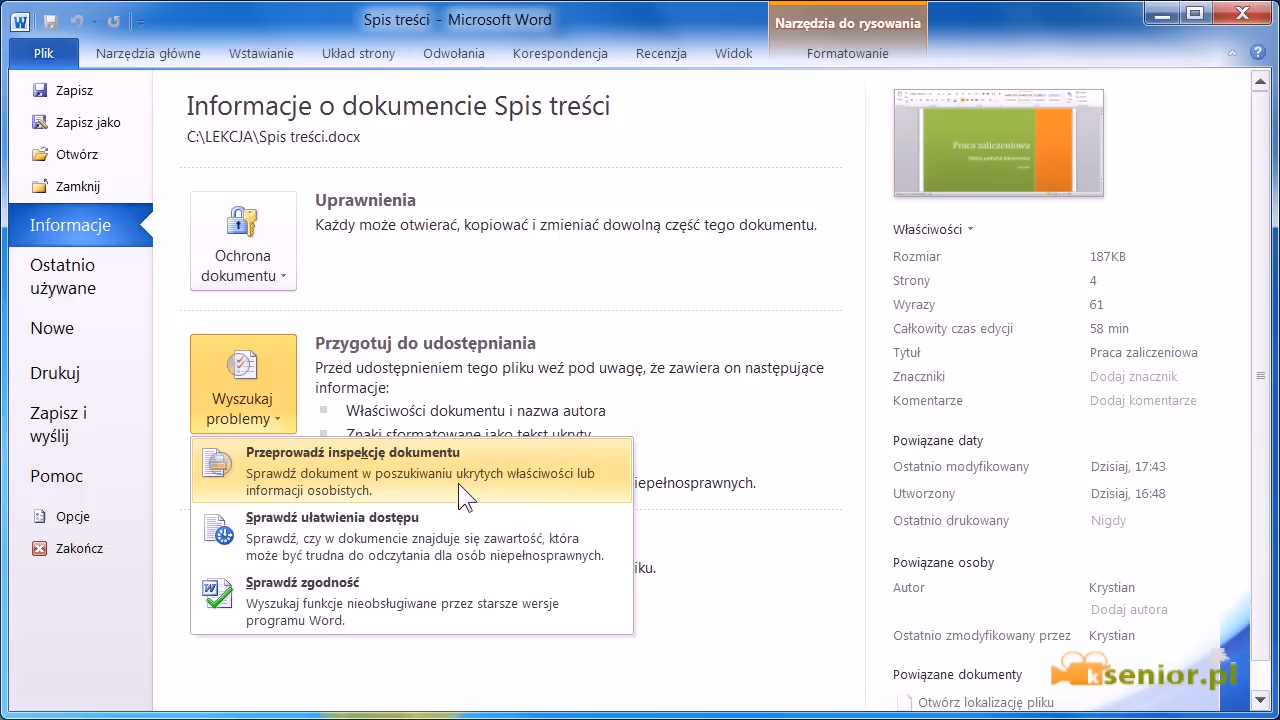 Spis treści - Microsoft Word
Narzędzia do rysowania
Plik
Narzędzia główne
Wstawianie
Układ strony
Odwołania
Korespondencja
Recenzja
Widok
Formatowanie
Zapisz
Zapisz jako
Otwórz
Zamknij
Informacje
Ostatnio
używane
Nowe
Drukuj
Zapisz i
wyślij
Pomoc
Opcje
Zakończ
Informacje o dokumencie Spis treści
C:\LEKCJA\Spis treści.docx
Ochrona
dokumentu
Uprawnienia
Każdy może otwierać, kopiować i zmieniać dowolną część tego dokumentu.
Wyszukaj
problemy
Przygotuj do udostępniania
Przed udostępnieniem tego pliku weź pod uwagę, że zawiera on następujące
informacje:
Właściwości dokumentu i nazwa autora
Znaki sformatowane jako tekst ukryty
iepełnosprawnych.
iku.
Przeprowadź inspekcję dokumentu
Sprawdź dokument w poszukiwaniu ukrytych właściwości lub
informacji osobistych.
Sprawdź ułatwienia dostępu
Sprawdź, czy w dokumencie znajduje się zawartość, która
może być trudna do odczytania dla osób niepełnosprawnych.
Sprawdź zgodność
Wyszukaj funkcje nieobsługiwane przez starsze wersje
programu Word.
Praca zaliczeniowa
Właściwości
Rozmiar 187KB
Strony 4
Wyrazy 61
Całkowity czas edycji 58 min
Tytuł Praca zaliczeniowa
Znaczniki Dodaj znacznik
Komentarze Dodaj komentarze
Powiązane daty
Ostatnio modyfikowany Dzisiaj, 17:43
Utworzony Dzisiaj, 16:48
Ostatnio drukowany Nigdy
Powiązane osoby
Autor Krystian
Dodaj autora
Ostatnio zmodyfikowany przez Krystian
Powiązane dokumenty
Otwórz lokalizację pliku
ksenior.pl